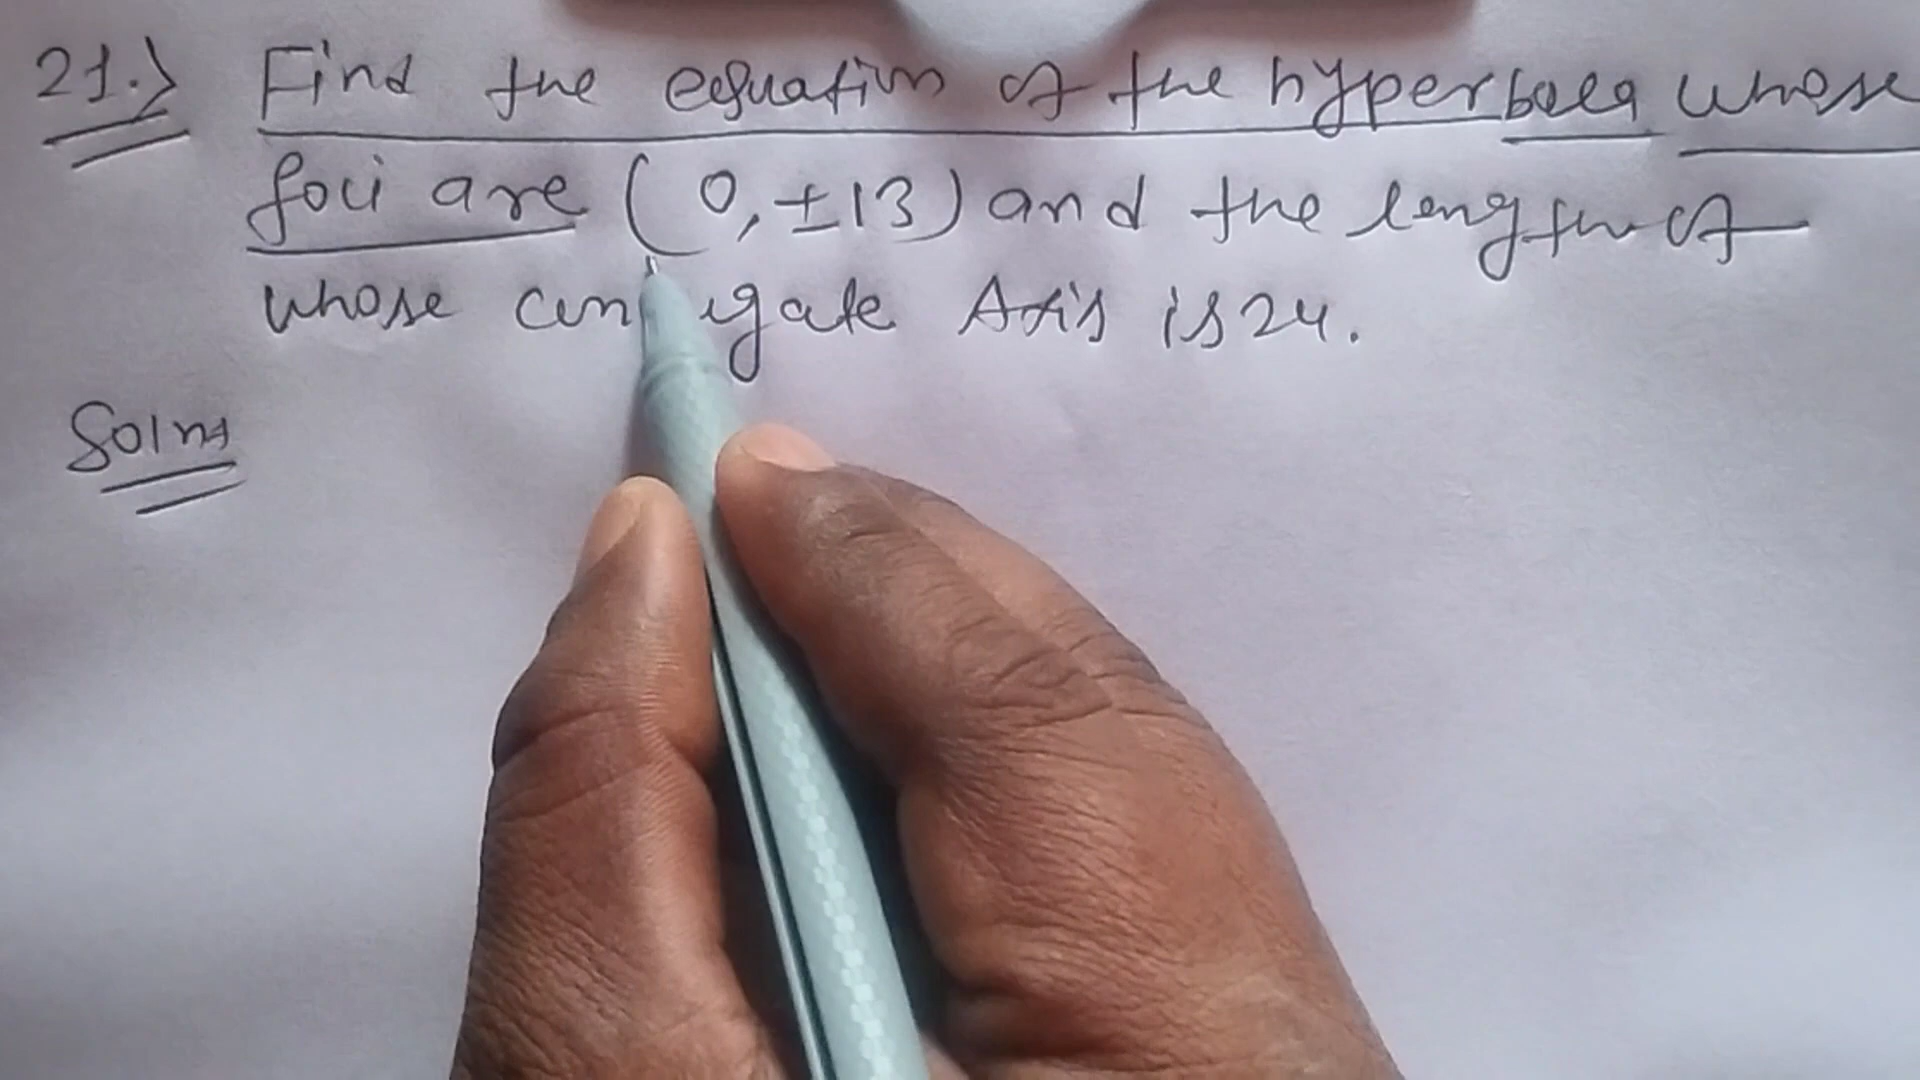 21.> Find the equation of the hyperbola whose
foci are (0, ±13) and the length of
whose conjugate Axis is 24.
Soln